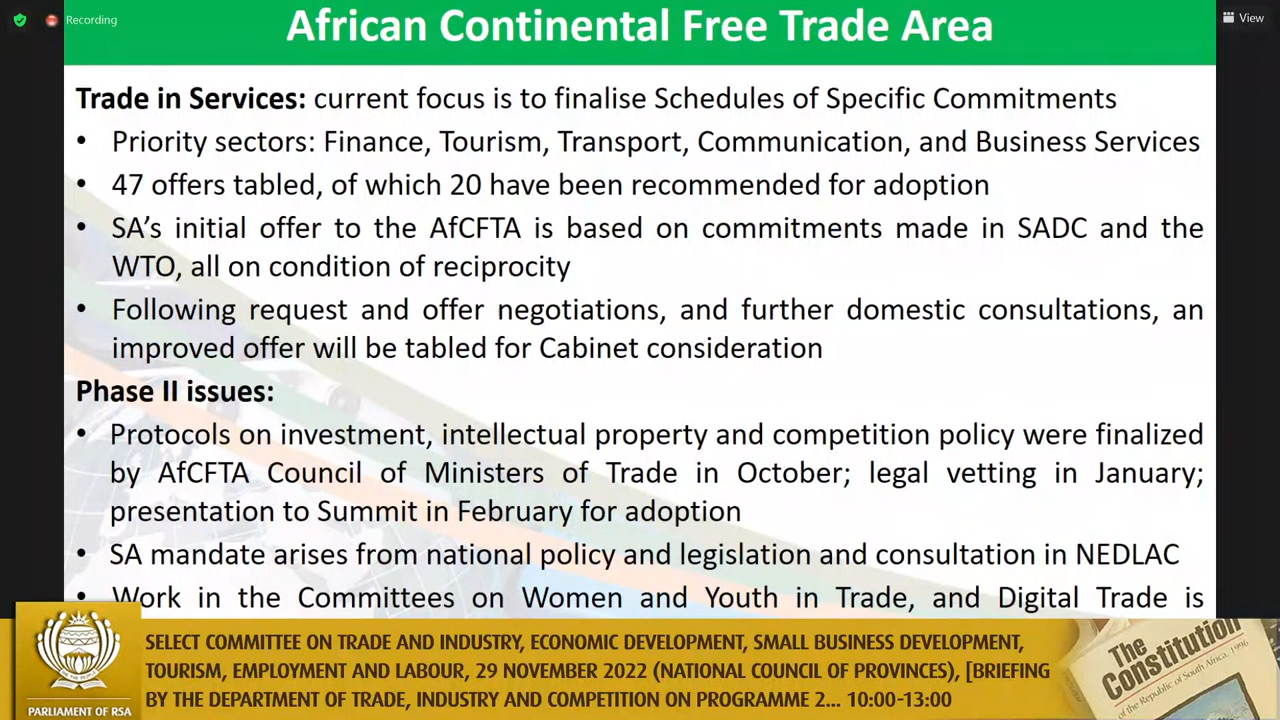 Recording
View
African Continental Free Trade Area
Trade in Services: current focus is to finalise Schedules of Specific Commitments
• Priority sectors: Finance, Tourism, Transport, Communication, and Business Services
• 47 offers tabled, of which 20 have been recommended for adoption
• SA’s initial offer to the AfCFTA is based on commitments made in SADC and the
WTO, all on condition of reciprocity
• Following request and offer negotiations, and further domestic consultations, an
improved offer will be tabled for Cabinet consideration
Phase II issues:
• Protocols on investment, intellectual property and competition policy were finalized
by AfCFTA Council of Ministers of Trade in October; legal vetting in January;
presentation to Summit in February for adoption
• SA mandate arises from national policy and legislation and consultation in NEDLAC
• Work in the Committees on Women and Youth in Trade, and Digital Trade is
SELECT COMMITTEE ON TRADE AND INDUSTRY, ECONOMIC DEVELOPMENT, SMALL BUSINESS DEVELOPMENT,
TOURISM, EMPLOYMENT AND LABOUR, 29 NOVEMBER 2022 (NATIONAL COUNCIL OF PROVINCES), [BRIEFING
BY THE DEPARTMENT OF TRADE, INDUSTRY AND COMPETITION ON PROGRAMME 2... 10:00-13:00
PARLIAMENT OF RSA
The
Constitution
of the Republic of South Africa, 1996